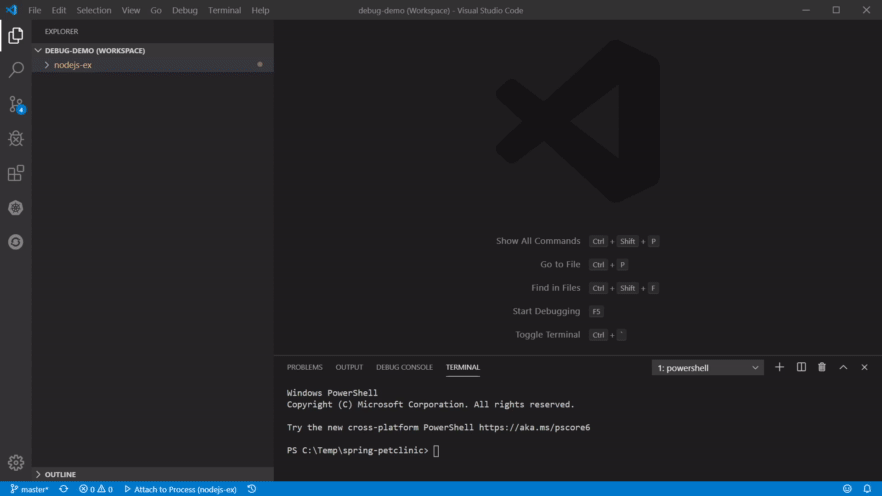 File Edit Selection View Go Debug Terminal Help
debug-demo (Workspace) - Visual Studio Code
EXPLORER
DEBUG-DEMO (WORKSPACE)
nodejs-ex
4
Show All Commands Ctrl + Shift + P
Go to File Ctrl + P
Find in Files Ctrl + Shift + F
Start Debugging F5
Toggle Terminal Ctrl + `
PROBLEMS OUTPUT DEBUG CONSOLE TERMINAL
1: powershell
Windows PowerShell
Copyright (C) Microsoft Corporation. All rights reserved.
Try the new cross-platform PowerShell https://aka.ms/pscore6
PS C:\Temp\spring-petclinic>
OUTLINE
master* 0 0 Attach to Process (nodejs-ex)